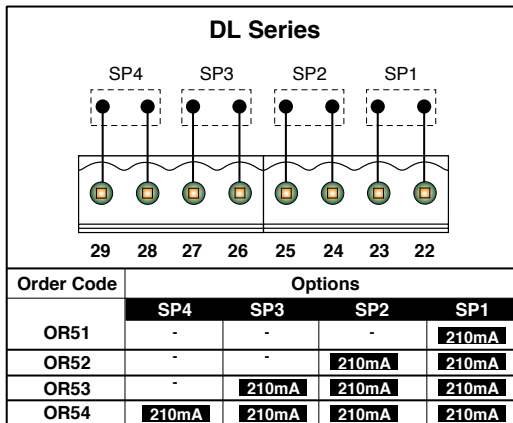 DL Series
SP4 SP3 SP2 SP1
29 28 27 26 25 24 23 22
Order Code Options
SP4 SP3 SP2 SP1
OR51 - - - 210mA
OR52 - - 210mA 210mA
OR53 - 210mA 210mA 210mA
OR54 210mA 210mA 210mA 210mA